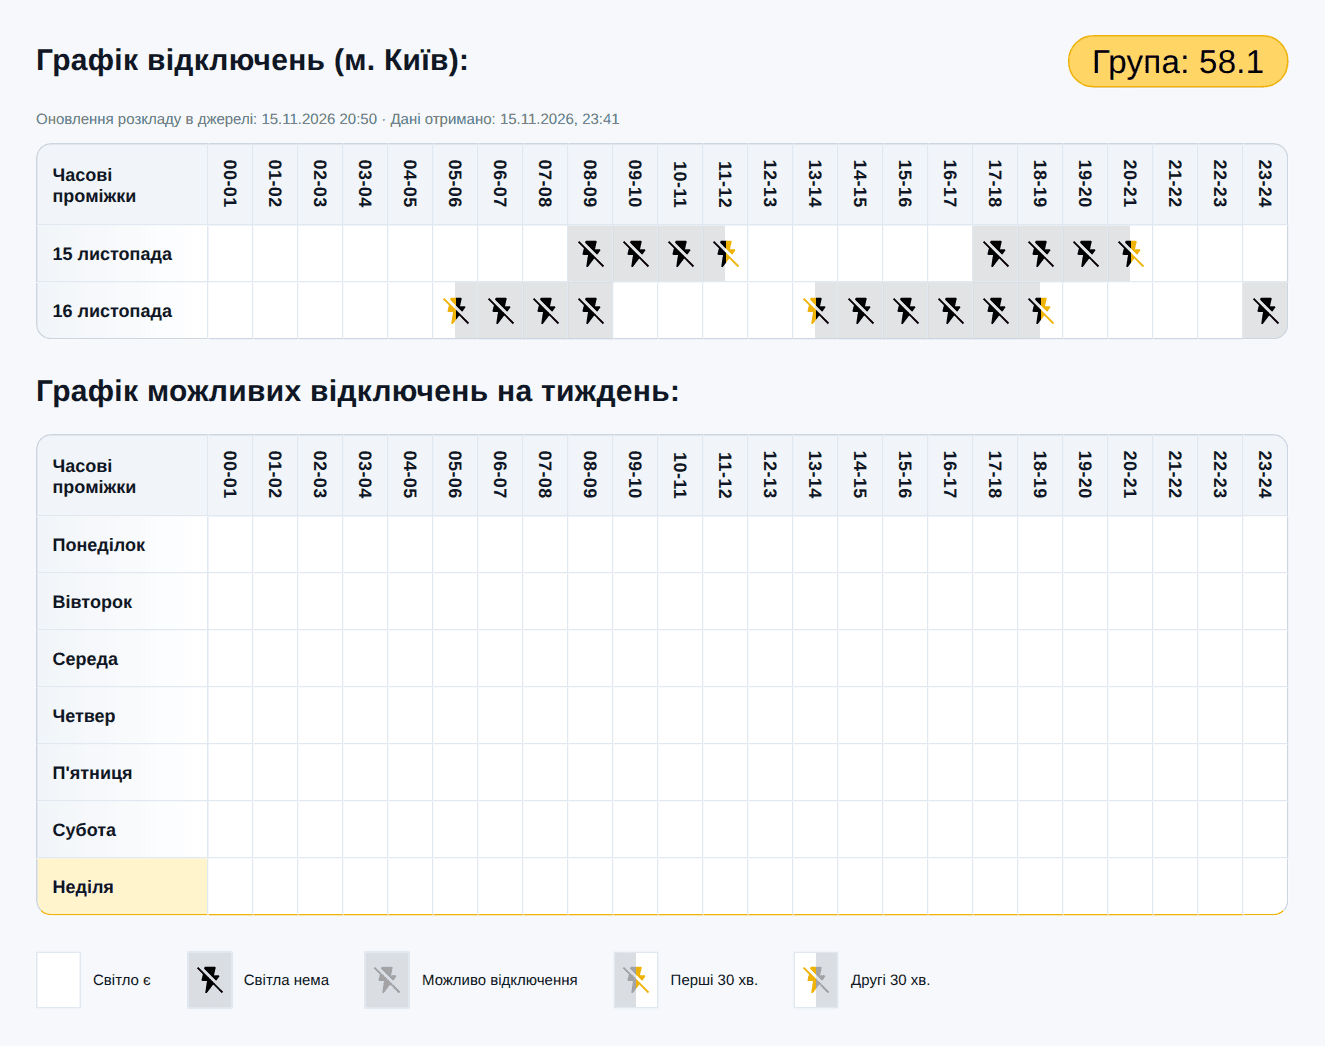 Графік відключень (м. Київ):
Група: 58.1
Оновлення розкладу в джерелі: 15.11.2026 20:50 · Дані отримано: 15.11.2026, 23:41
Часові проміжки 00-01 01-02 02-03 03-04 04-05 05-06 06-07 07-08 08-09 09-10 10-11 11-12 12-13 13-14 14-15 15-16 16-17 17-18 18-19 19-20 20-21 21-22 22-23 23-24
15 листопада
16 листопада
Графік можливих відключень на тиждень:
Часові проміжки 00-01 01-02 02-03 03-04 04-05 05-06 06-07 07-08 08-09 09-10 10-11 11-12 12-13 13-14 14-15 15-16 16-17 17-18 18-19 19-20 20-21 21-22 22-23 23-24
Понеділок
Вівторок
Середа
Четвер
П'ятниця
Субота
Неділя
Світло є Світла нема Можливо відключення Перші 30 хв. Другі 30 хв.